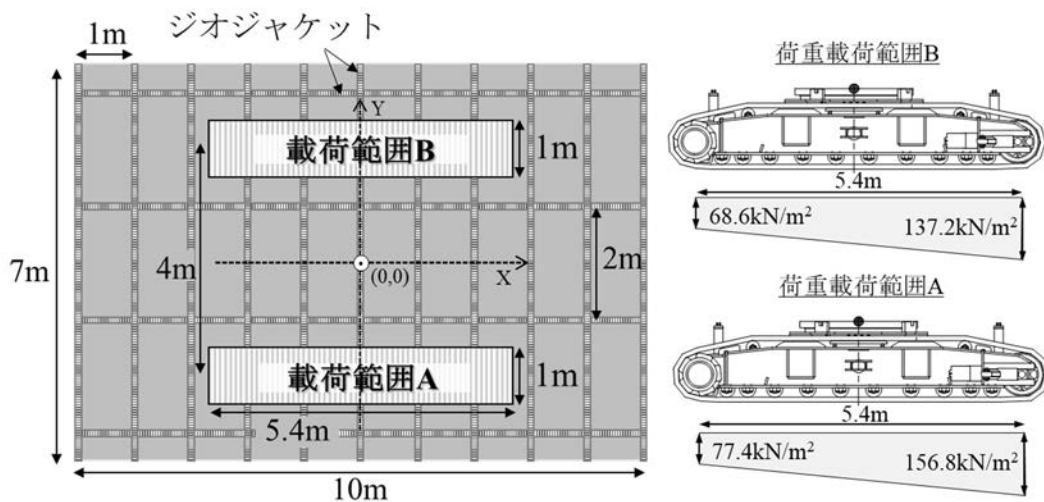 1m
ジオジャケット
Y
載荷範囲B
1m
7m
4m
(0,0)
X
2m
載荷範囲A
1m
5.4m
10m
荷重載荷範囲B
5.4m
68.6kN/m²
137.2kN/m²
荷重載荷範囲A
5.4m
77.4kN/m²
156.8kN/m²